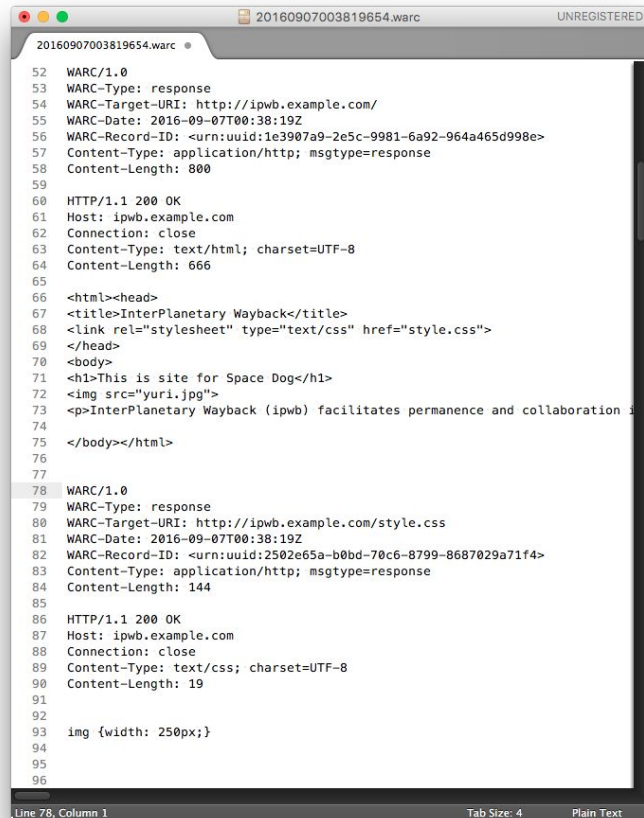 20160907003819654.warc
UNREGISTERED
20160907003819654.warc
52 WARC/1.0
53 WARC-Type: response
54 WARC-Target-URI: http://ipwb.example.com/
55 WARC-Date: 2016-09-07T00:38:19Z
56 WARC-Record-ID: <urn:uuid:1e3907a9-2e5c-9981-6a92-964a465d998e>
57 Content-Type: application/http; msgtype=response
58 Content-Length: 800
59
60 HTTP/1.1 200 OK
61 Host: ipwb.example.com
62 Connection: close
63 Content-Type: text/html; charset=UTF-8
64 Content-Length: 666
65
66 <html><head>
67 <title>InterPlanetary Wayback</title>
68 <link rel="stylesheet" type="text/css" href="style.css">
69 </head>
70 <body>
71 <h1>This is site for Space Dog</h1>
72 <img src="yuri.jpg">
73 <p>InterPlanetary Wayback (ipwb) facilitates permanence and collaboration
74
75 </body></html>
76
77
78 WARC/1.0
79 WARC-Type: response
80 WARC-Target-URI: http://ipwb.example.com/style.css
81 WARC-Date: 2016-09-07T00:38:19Z
82 WARC-Record-ID: <urn:uuid:2502e65a-b0bd-70c6-8799-8687029a71f4>
83 Content-Type: application/http; msgtype=response
84 Content-Length: 144
85
86 HTTP/1.1 200 OK
87 Host: ipwb.example.com
88 Connection: close
89 Content-Type: text/css; charset=UTF-8
90 Content-Length: 19
91
92
93 img {width: 250px;}
94
95
96
Line 78, Column 1
Tab Size: 4
Plain Text